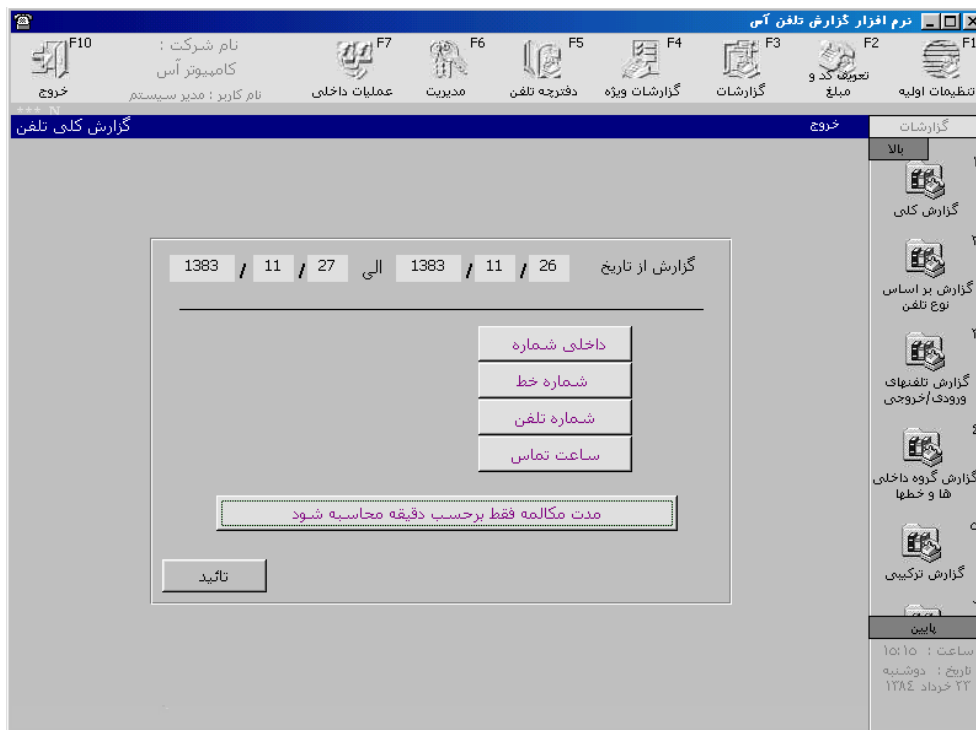 نرم افزار گزارش تلفن آس
F1
تنظیمات اولیه
F2
تعریف کد و
مبلغ
F3
گزارشات
F4
گزارشات ویژه
F5
دفترچه تلفن
F6
مدیریت
F7
عملیات داخلی
نام شرکت :
کامپیوتر آس
نام کاربر : مدیر سیستم
F10
خروج
*** N
گزارشات
خروج
گزارش کلی تلفن
بالا
گزارش کلی
گزارش بر اساس
نوع تلفن
گزارش تلفنهای
ورودی/خروجی
گزارش گروه داخلی
ها و خطها
گزارش ترکیبی
پایین
ساعت : ۱۵:۱۵
تاریخ : دوشنبه
۲۳ خرداد ۱۳۸٤
گزارش از تاریخ 26 / 11 / 1383 الی 27 / 11 / 1383
داخلی شماره
شماره خط
شماره تلفن
ساعت تماس
مدت مکالمه فقط برحسب دقیقه محاسبه شود
تائید